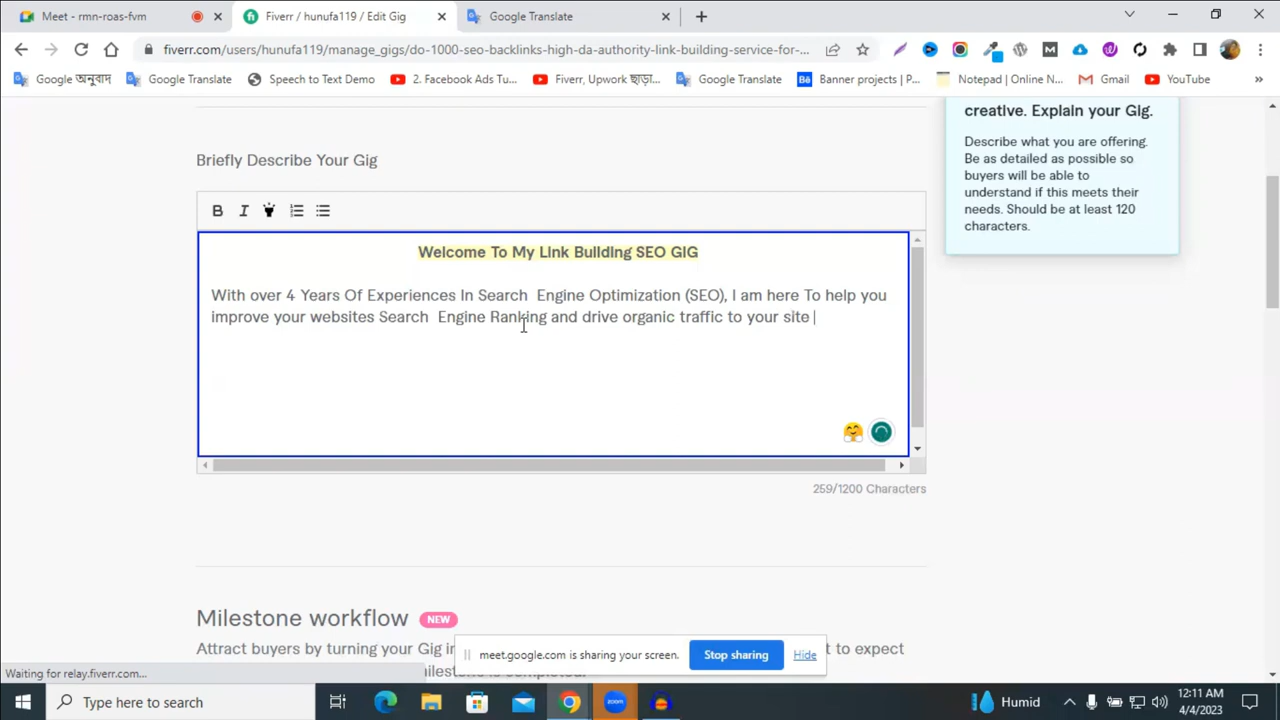 Meet - rmn-roas-fvm
Fiverr / hunufa119 / Edit Gig
Google Translate
fiverr.com/users/hunufa119/manage_gigs/do-1000-seo-backlinks-high-da-authority-link-building-service-for-...
Google অনুবাদ
Google Translate
Speech to Text Demo
2. Facebook Ads Tu...
Fiverr, Upwork ছাড়া...
Google Translate
Banner projects | P...
Notepad | Online N...
Gmail
YouTube
»
creative. Explain your Gig.
Describe what you are offering.
Be as detailed as possible so
buyers will be able to
understand if this meets their
needs. Should be at least 120
characters.
Briefly Describe Your Gig
B I
Welcome To My Link Building SEO GIG
With over 4 Years Of Experiences In Search  Engine Optimization (SEO), I am here To help you
improve your websites Search  Engine Ranking and drive organic traffic to your site
259/1200 Characters
Milestone workflow NEW
Attract buyers by turning your Gig in
t to expect
meet.google.com is sharing your screen.
Stop sharing
Hide
milestone is completed.
Waiting for relay.fiverr.com...
Type here to search
Humid
12:11 AM
4/4/2023